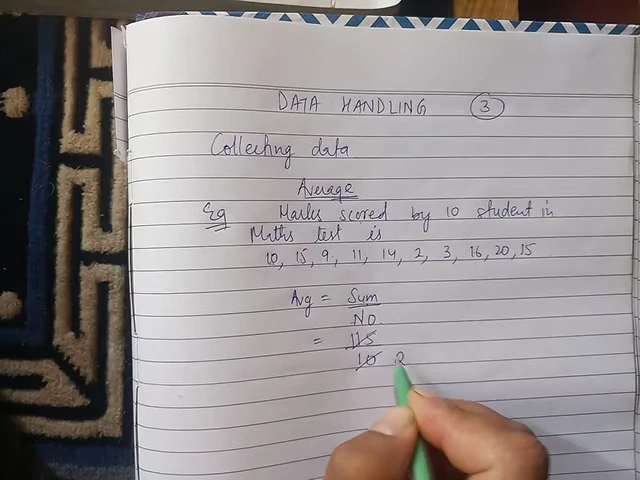 DATA HANDLING 3
Collecting data
Average
Eg Marks scored by 10 student in
Maths test is
10, 15, 9, 11, 14, 2, 3, 16, 20, 15
Avg = Sum
No
= 115
10 2